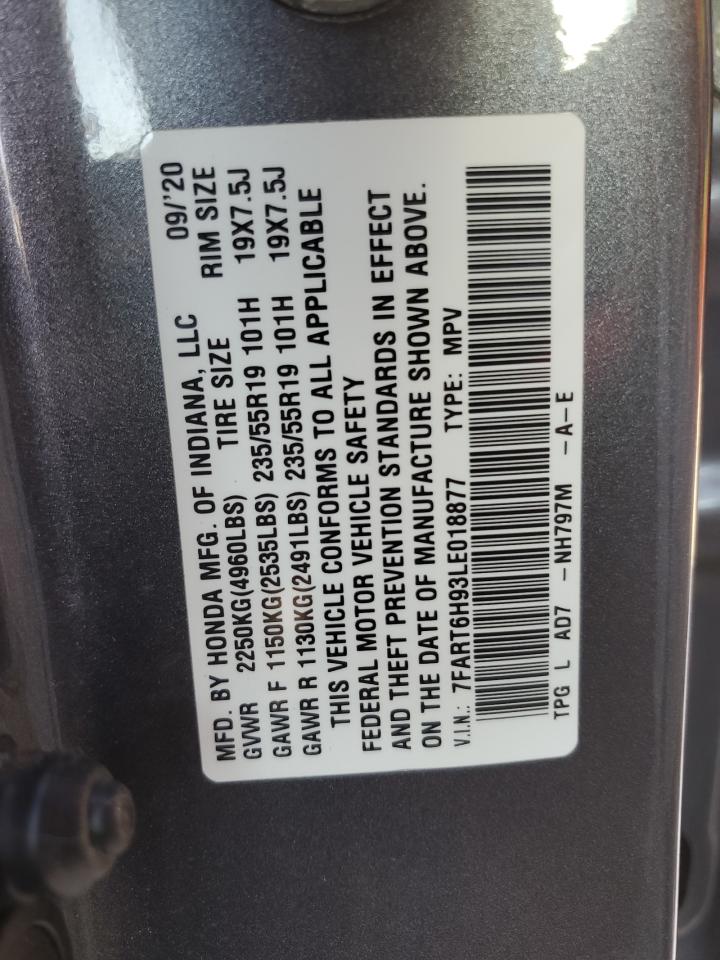 MFD. BY HONDA MFG. OF INDIANA, LLC 09/'20
GVWR 2250KG(4960LBS) TIRE SIZE RIM SIZE
GAWR F 1150KG(2535LBS) 235/55R19 101H 19X7.5J
GAWR R 1130KG(2491LBS) 235/55R19 101H 19X7.5J
THIS VEHICLE CONFORMS TO ALL APPLICABLE
FEDERAL MOTOR VEHICLE SAFETY
AND THEFT PREVENTION STANDARDS IN EFFECT
ON THE DATE OF MANUFACTURE SHOWN ABOVE.
V.I.N.: 7FART6H93LE018877 TYPE: MPV
TPG L AD7 -NH797M -A-E